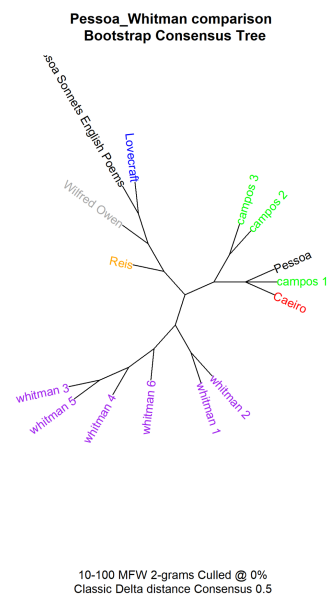 Pessoa_Whitman comparison
Bootstrap Consensus Tree
Sonnets English Poems
Lovecraft
Wilfred Owen
Reis
campos 3
campos 2
Pessoa
campos 1
Caeiro
whitman 3
whitman 5
whitman 4
whitman 6
whitman 1
whitman 2
10-100 MFW 2-grams Culled @ 0%
Classic Delta distance Consensus 0.5